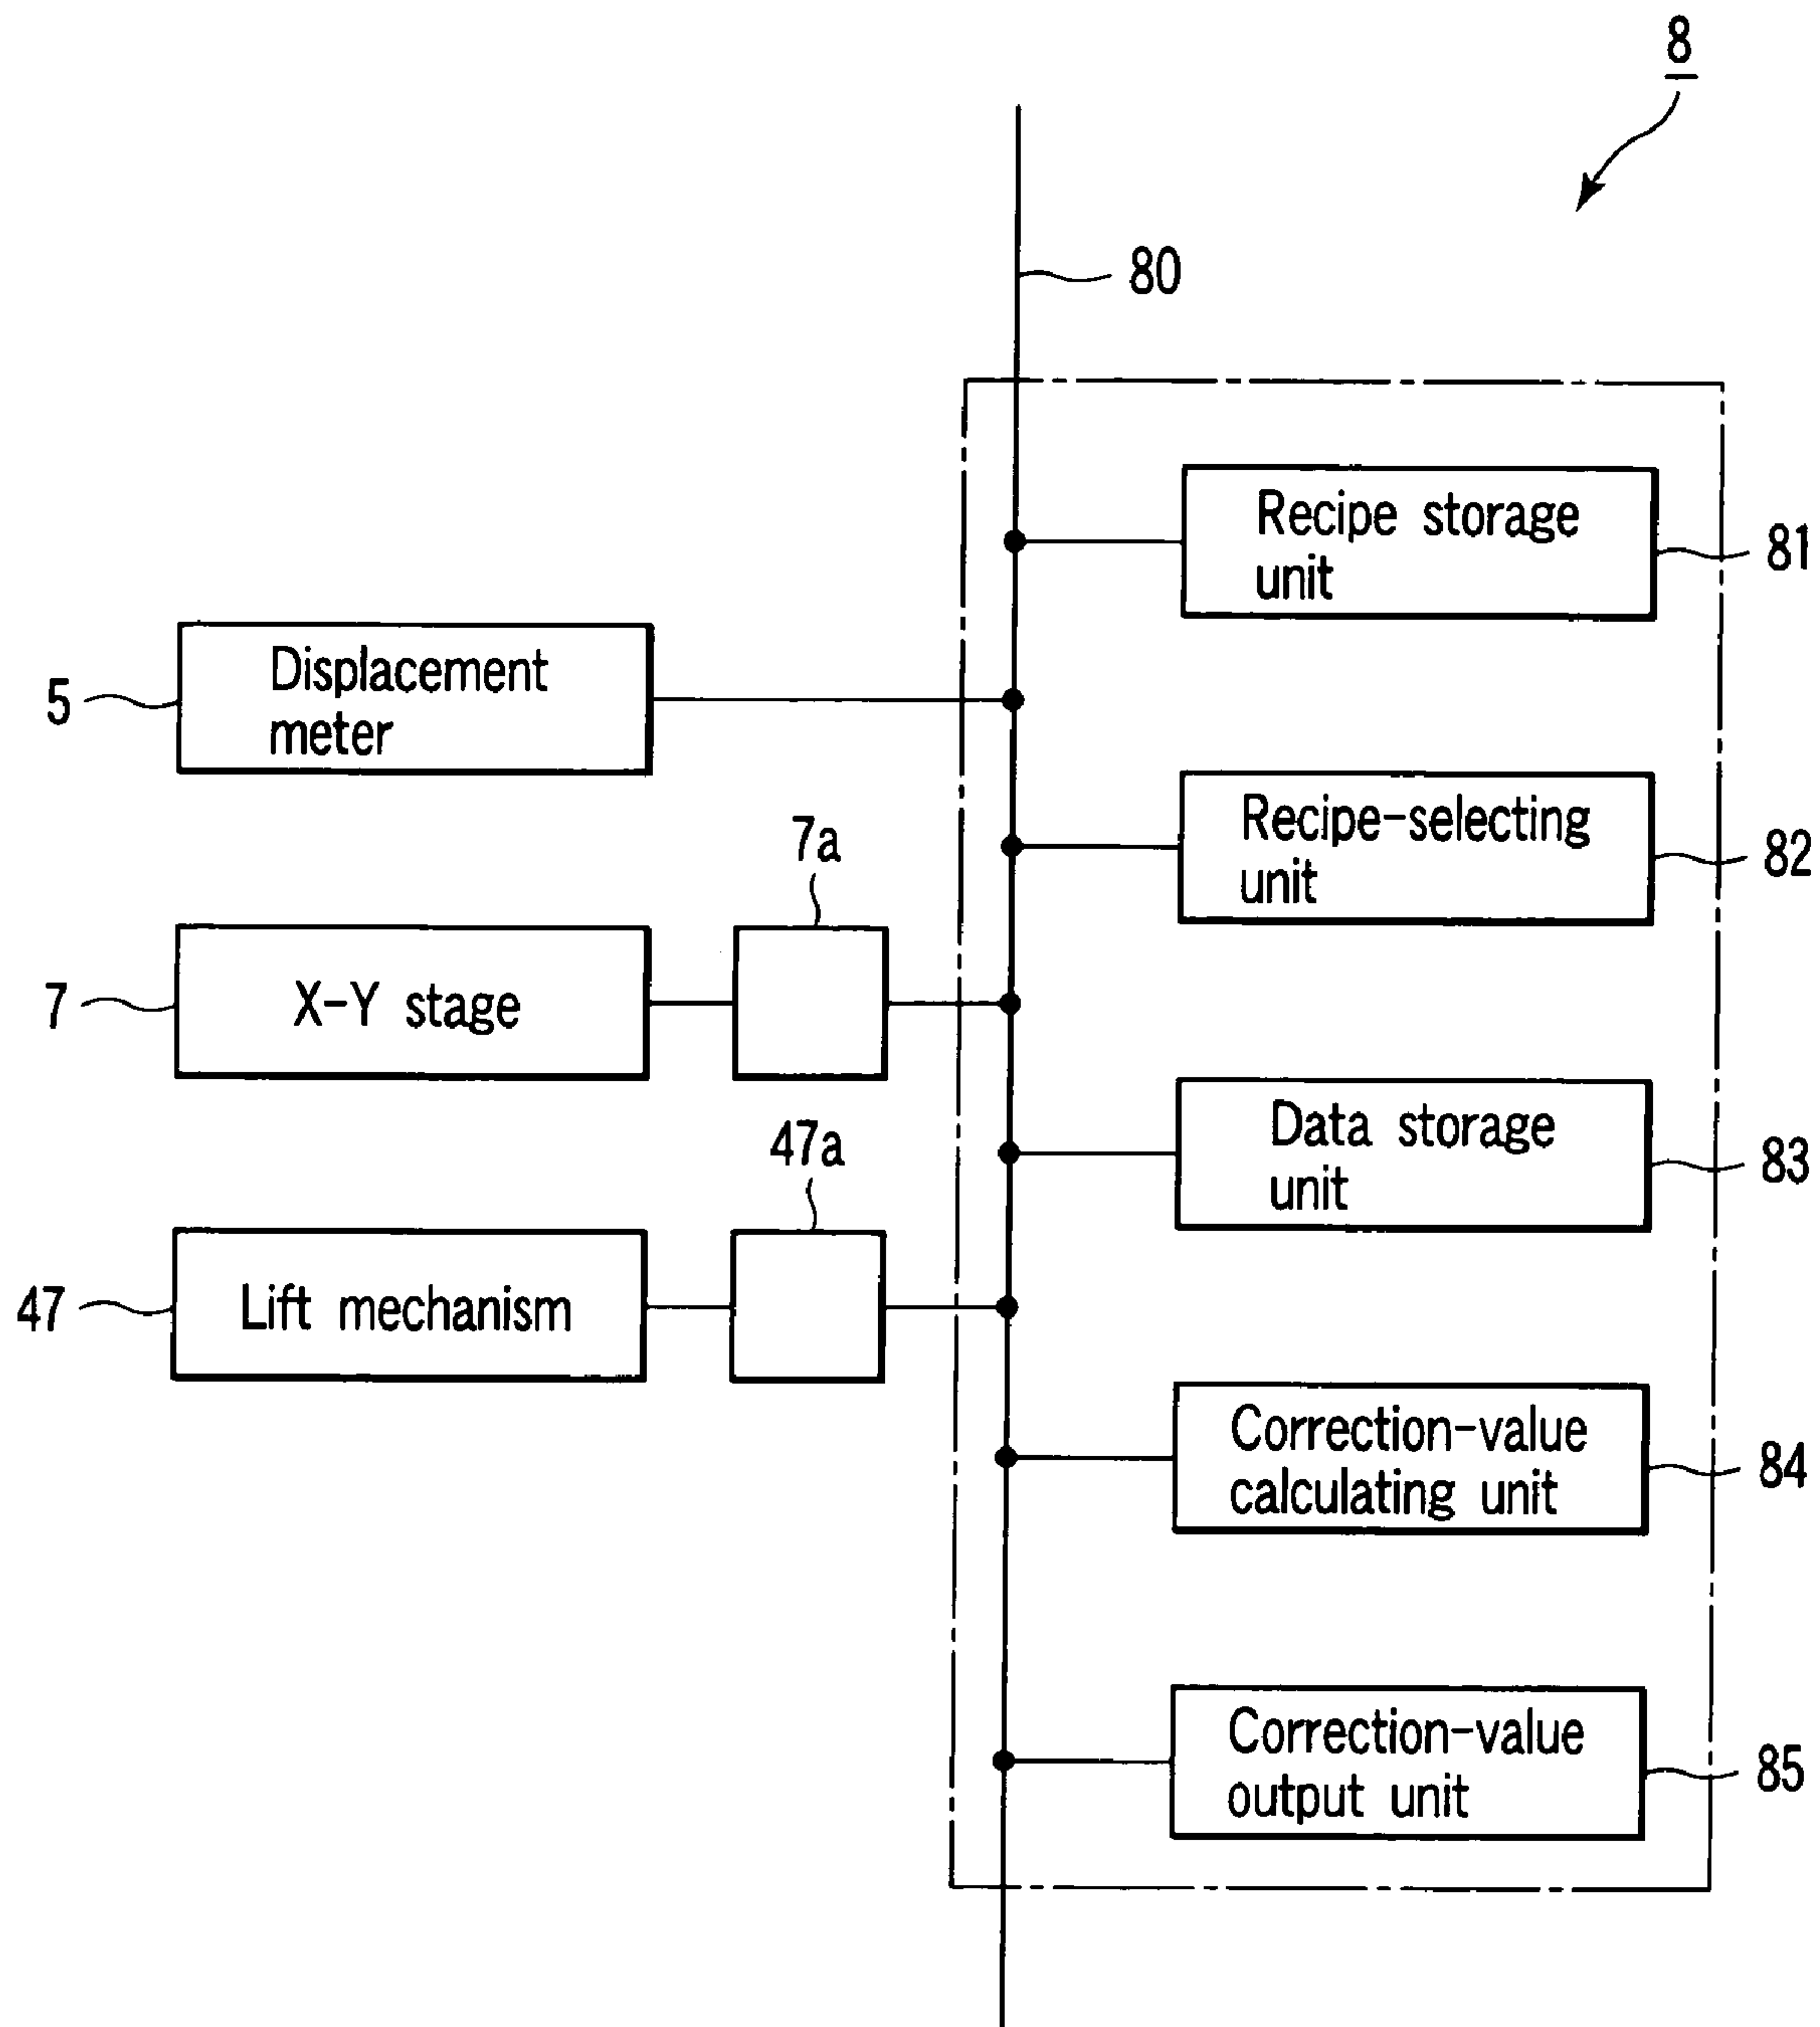 8
80
Recipe storage
unit
81
5
Displacement
meter
Recipe-selecting
unit
82
7a
7
X-Y stage
Data storage
unit
83
47a
47
Lift mechanism
Correction-value
calculating unit
84
Correction-value
output unit
85